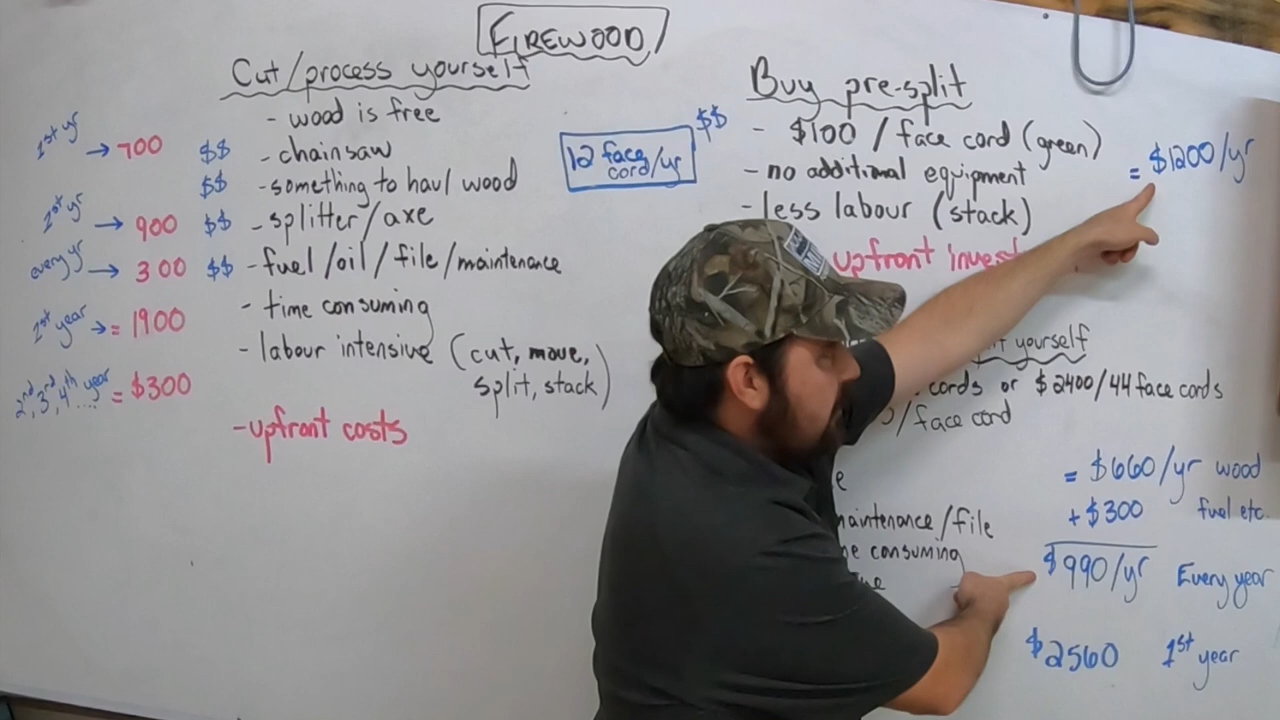 FIREWOOD
Cut/process yourself
- wood is free
1st yr → 700 $$ - chainsaw
$$ - something to haul wood
1st yr → 900 $$ - splitter/axe
every yr → 300 $$ - fuel/oil/file/maintenance
- time consuming
1st year → = 1900
- labour intensive (cut, move,
split, stack)
2nd, 3rd, 4th .... year = $300
- upfront costs
12 face
cord/yr
Buy pre-split
$$ - $100 / face cord (green)
= $1200/yr
- no additional equipment
- less labour (stack)
upfront invest
yourself
cords or $2400/44 face cords
/face cord
= $660/yr wood
+ $300 fuel etc.
maintenance/file
consuming
$990/yr Every year
$2560 1st year